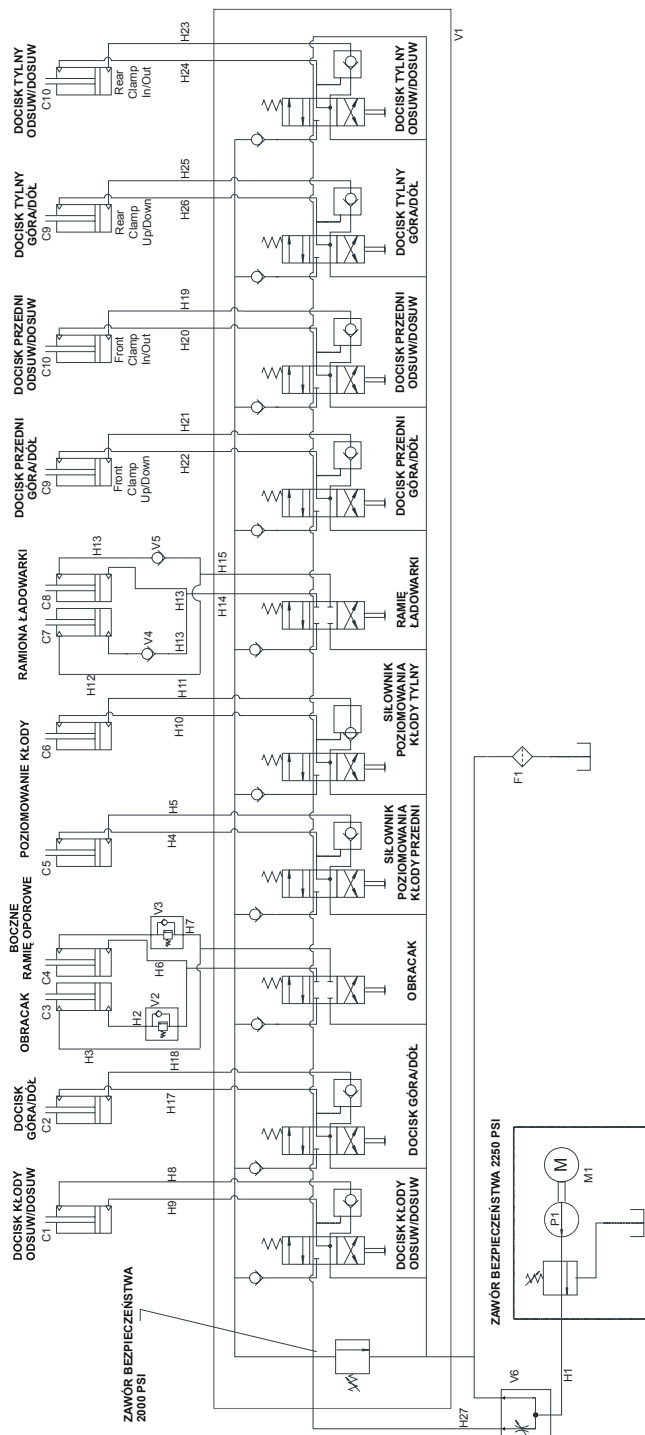 DOCISK KŁODY
ODSUW/DOSUW
C1
H8
H9
DOCISK
GÓRA/DÓŁ
C2
H17
H18
OBRACAK
C3
H3
H2
V2
BOCZNE
RAMIĘ OPOROWE
C4
V3
H7
H6
POZIOMOWANIE KŁODY
C5
H5
H4
C6
H11
H10
RAMIONA ŁADOWARKI
C7
C8
H12
H13
V4
H13
H13
V5
H15
H14
DOCISK PRZEDNI
GÓRA/DÓŁ
C9
Front
Clamp
Up/Down
H21
H22
DOCISK PRZEDNI
ODSUW/DOSUW
C10
Front
Clamp
In/Out
H19
H20
DOCISK TYLNY
GÓRA/DÓŁ
C9
Rear
Clamp
Up/Down
H25
H26
DOCISK TYLNY
ODSUW/DOSUW
C10
Rear
Clamp
In/Out
H23
H24
V1
ZAWÓR BEZPIECZEŃSTWA
2000 PSI
DOCISK KŁODY
ODSUW/DOSUW
DOCISK GÓRA/DÓŁ
OBRACAK
SIŁOWNIK
POZIOMOWANIA
KŁODY PRZEDNI
SIŁOWNIK
POZIOMOWANIA
KŁODY TYLNY
RAMIĘ
ŁADOWARKI
DOCISK PRZEDNI
GÓRA/DÓŁ
DOCISK PRZEDNI
ODSUW/DOSUW
DOCISK TYLNY
GÓRA/DÓŁ
DOCISK TYLNY
ODSUW/DOSUW
F1
H27
V6
H1
ZAWÓR BEZPIECZEŃSTWA 2250 PSI
P1
M
M1